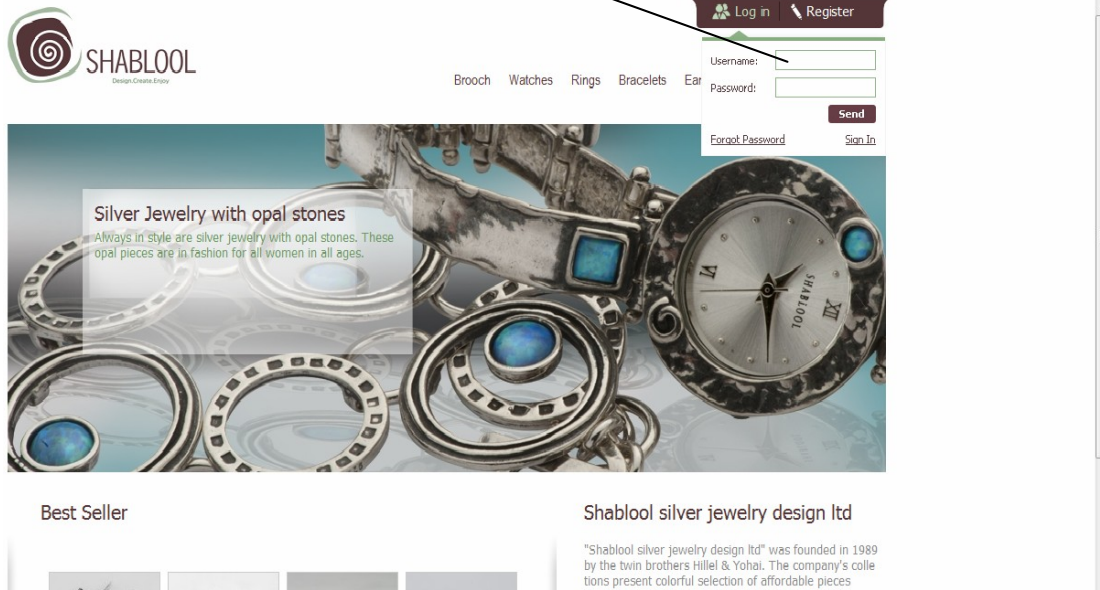 Log in
Register
SHABLOOL
Design.Create.Enjoy
Brooch Watches Rings Bracelets Ear
Username:
Password:
Send
Forgot Password
Sign In
Silver Jewelry with opal stones
Always in style are silver jewelry with opal stones. These
opal pieces are in fashion for all women in all ages.
VI
SHABLOOL
XII
Best Seller
Shablool silver jewelry design ltd
"Shablool silver jewelry design ltd" was founded in 1989
by the twin brothers Hillel & Yohai. The company's colle
tions present colorful selection of affordable pieces